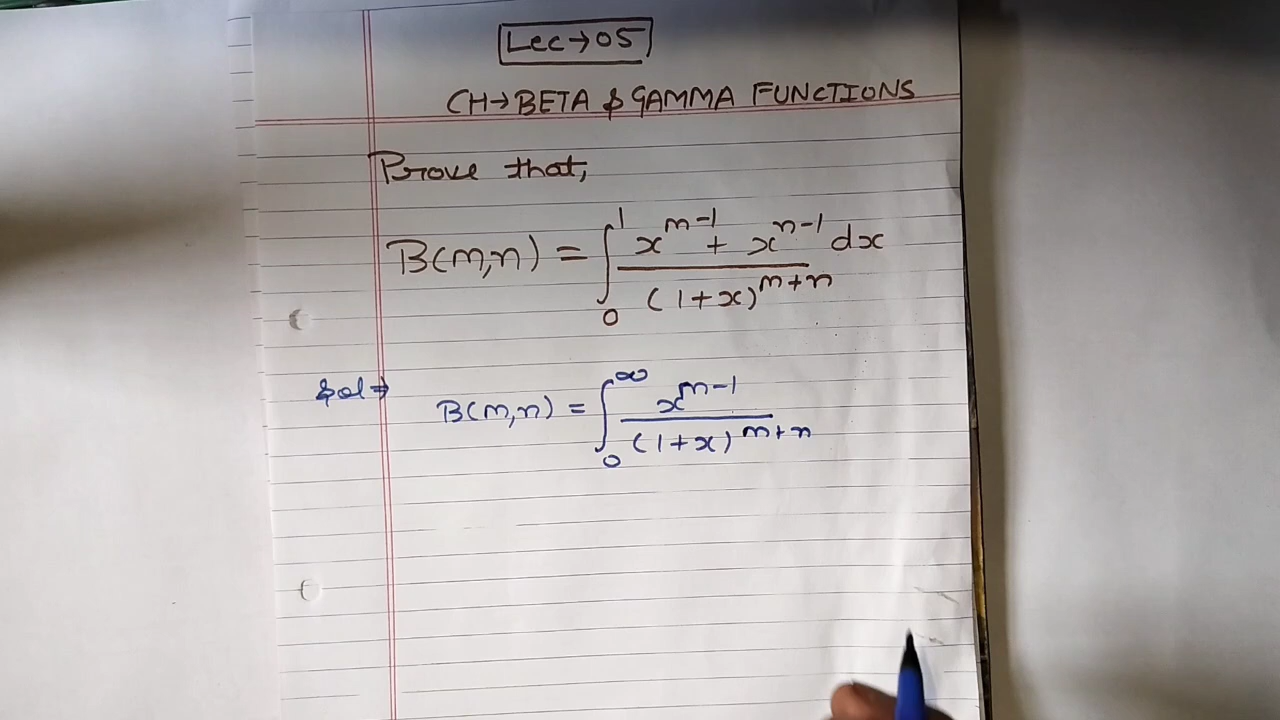 Lec→05
CH→BETA & GAMMA FUNCTIONS
Prove that,
B(m,n) = ∫₀¹ x^{m-1} + x^{n-1} / (1+x)^{m+n} dx
Sol⇒ B(m,n) = ∫₀^∞ x^{m-1} / (1+x)^{m+n}